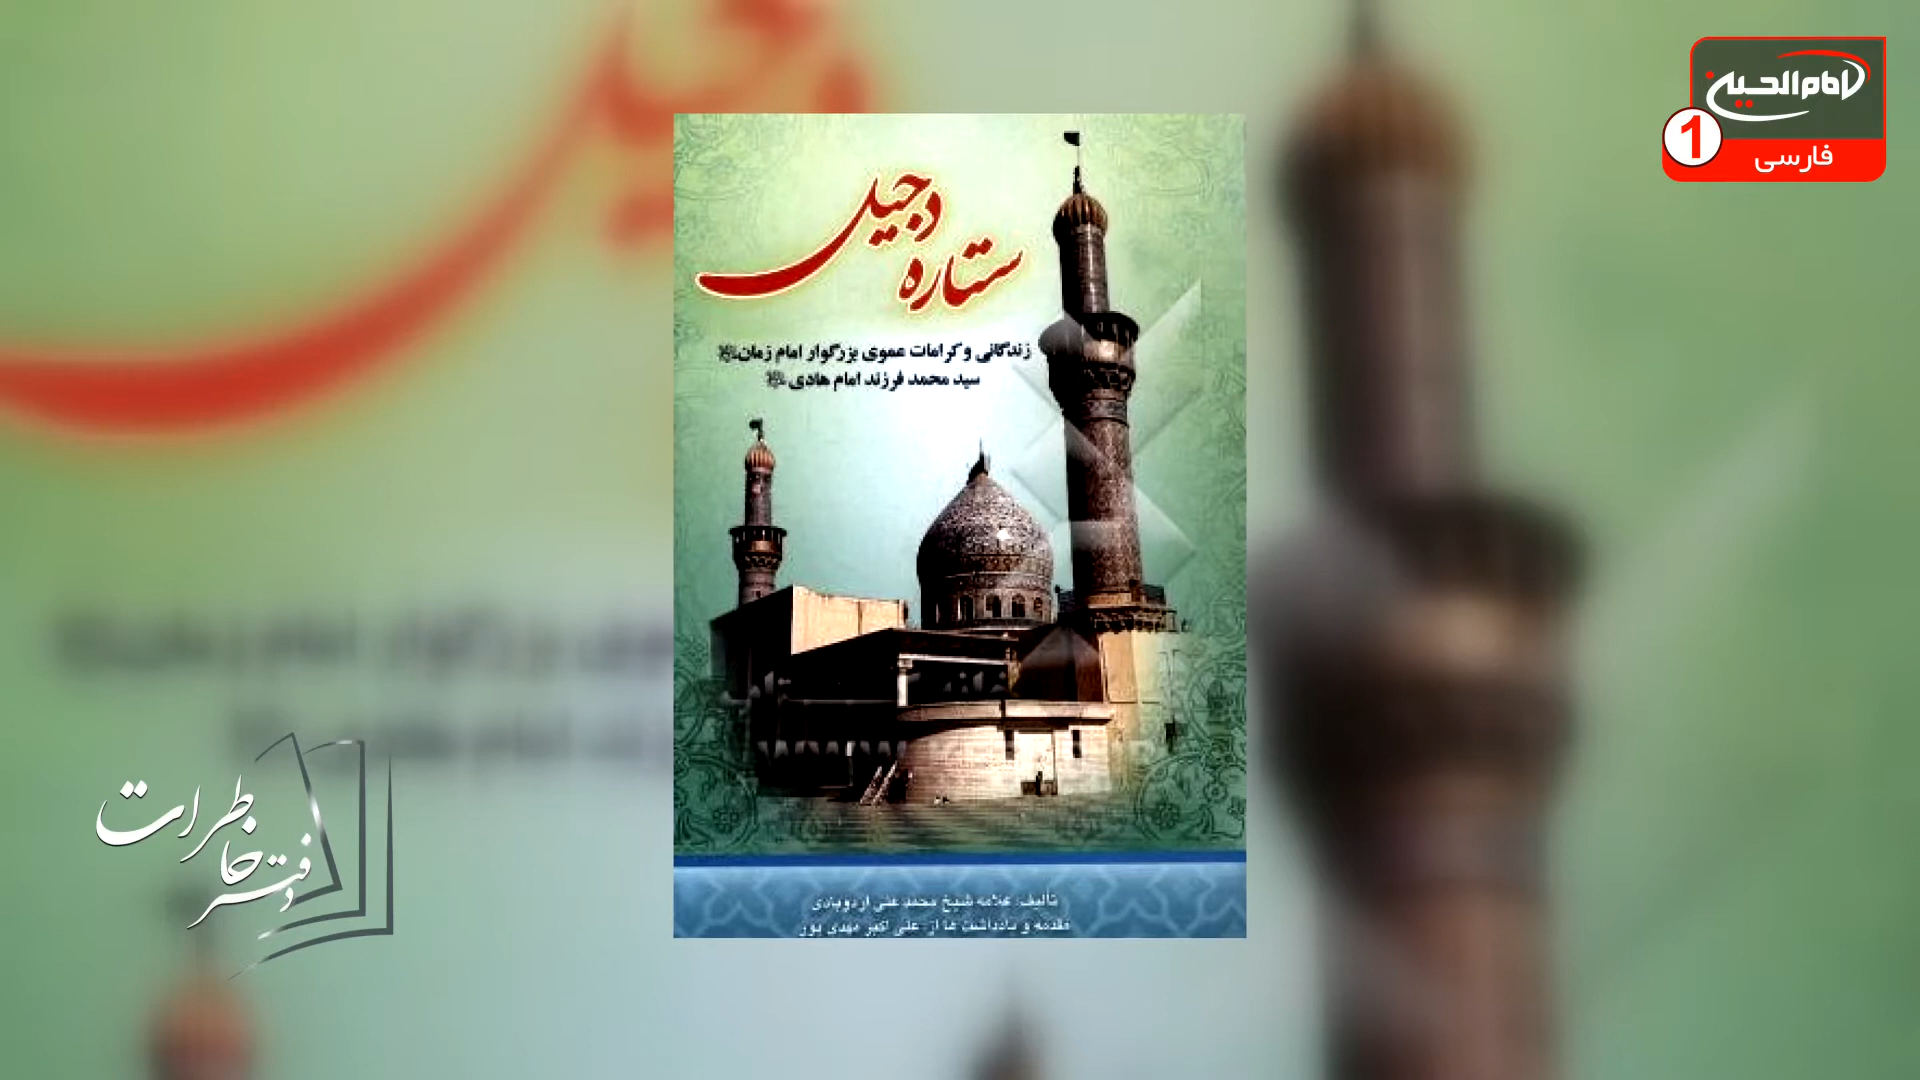 امام الحسین
1
فارسی
ستاره دجیل
زندگانی و کرامات عموی بزرگوار امام زمان
سید محمد فرزند امام هادی
تألیف: علامه شیخ محمد علی اردوبادی
مقدمه و یادداشت ها از: علی اکبر مهدی پور
دفتر خاطرات